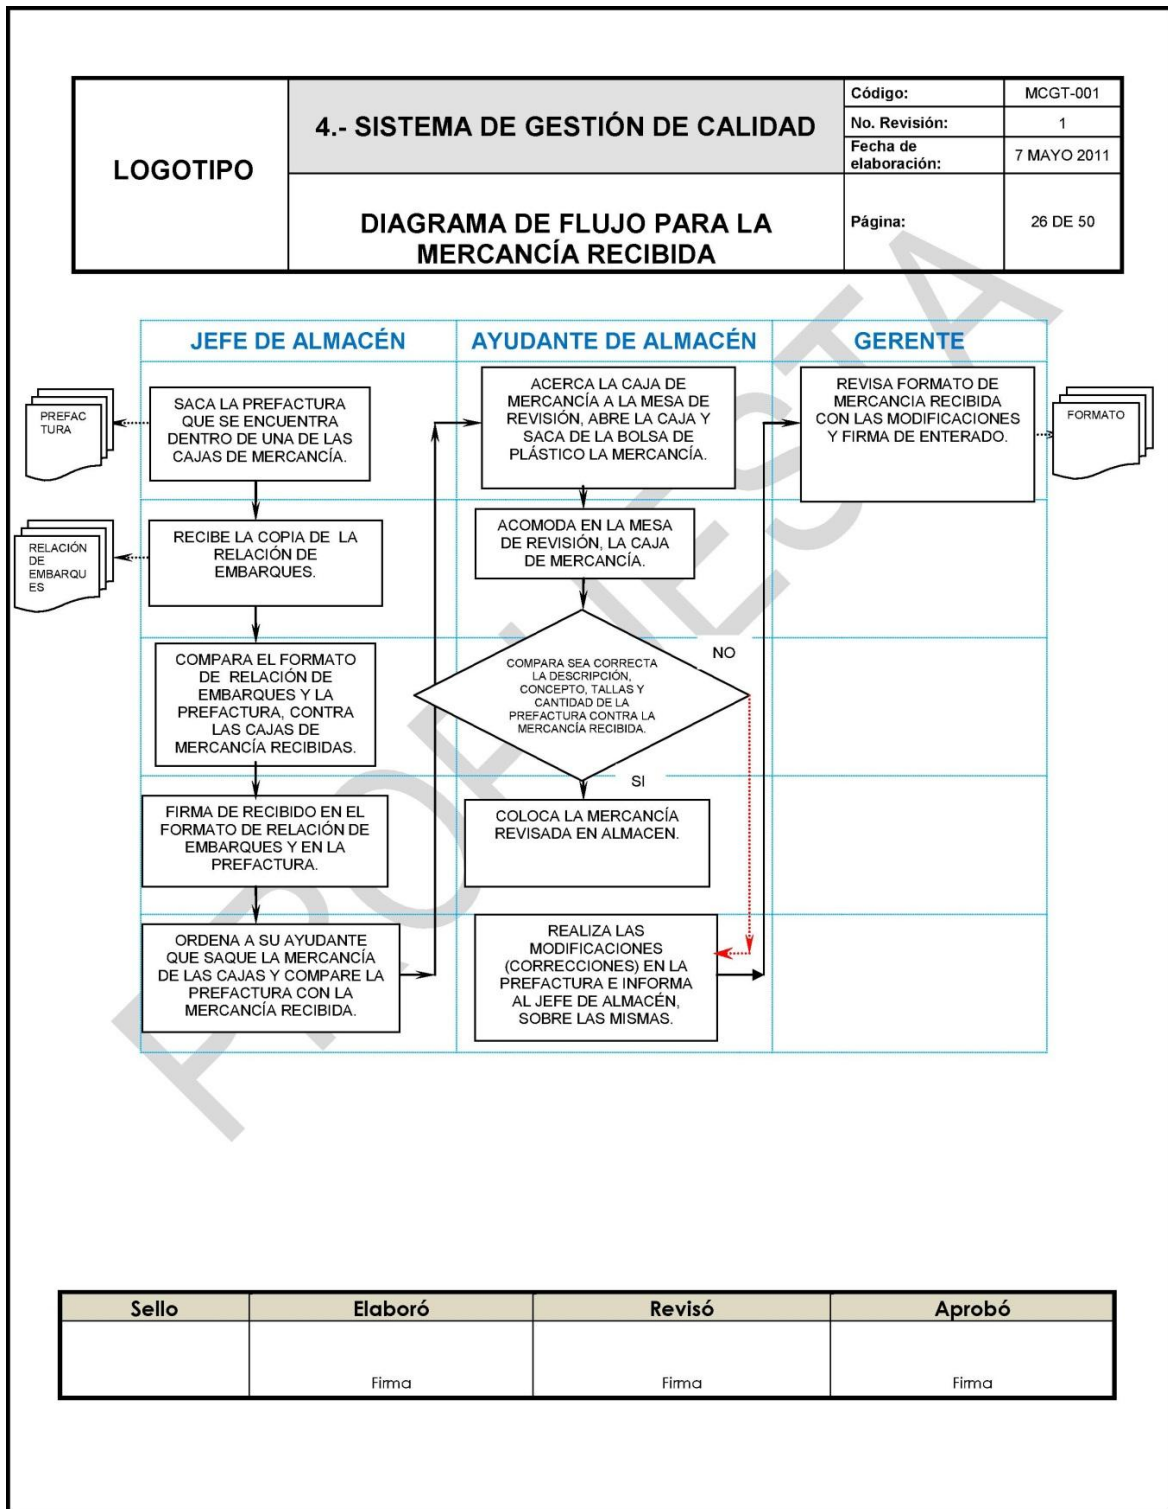 LOGOTIPO
4.- SISTEMA DE GESTIÓN DE CALIDAD
Código:
MCGT-001
No. Revisión:
1
Fecha de
elaboración:
7 MAYO 2011
DIAGRAMA DE FLUJO PARA LA
MERCANCÍA RECIBIDA
Página:
26 DE 50
PROPUESTA
JEFE DE ALMACÉN
AYUDANTE DE ALMACÉN
GERENTE
PREFAC
TURA
SACA LA PREFACTURA
QUE SE ENCUENTRA
DENTRO DE UNA DE LAS
CAJAS DE MERCANCÍA.
RELACIÓN
DE
EMBARQU
ES
RECIBE LA COPIA DE LA
RELACIÓN DE
EMBARQUES.
COMPARA EL FORMATO
DE RELACIÓN DE
EMBARQUES Y LA
PREFACTURA, CONTRA
LAS CAJAS DE
MERCANCÍA RECIBIDAS.
FIRMA DE RECIBIDO EN EL
FORMATO DE RELACIÓN DE
EMBARQUES Y EN LA
PREFACTURA.
ORDENA A SU AYUDANTE
QUE SAQUE LA MERCANCÍA
DE LAS CAJAS Y COMPARE LA
PREFACTURA CON LA
MERCANCÍA RECIBIDA.
ACERCA LA CAJA DE
MERCANCÍA A LA MESA DE
REVISIÓN, ABRE LA CAJA Y
SACA DE LA BOLSA DE
PLÁSTICO LA MERCANCÍA.
ACOMODA EN LA MESA
DE REVISIÓN, LA CAJA
DE MERCANCÍA.
COMPARA SEA CORRECTA
LA DESCRIPCIÓN,
CONCEPTO, TALLAS Y
CANTIDAD DE LA
PREFACTURA CONTRA LA
MERCANCÍA RECIBIDA.
NO
SI
COLOCA LA MERCANCÍA
REVISADA EN ALMACEN.
REALIZA LAS
MODIFICACIONES
(CORRECCIONES) EN LA
PREFACTURA E INFORMA
AL JEFE DE ALMACÉN,
SOBRE LAS MISMAS.
REVISA FORMATO DE
MERCANCIA RECIBIDA
CON LAS MODIFICACIONES
Y FIRMA DE ENTERADO.
FORMATO
Sello
Elaboró
Revisó
Aprobó
Firma
Firma
Firma